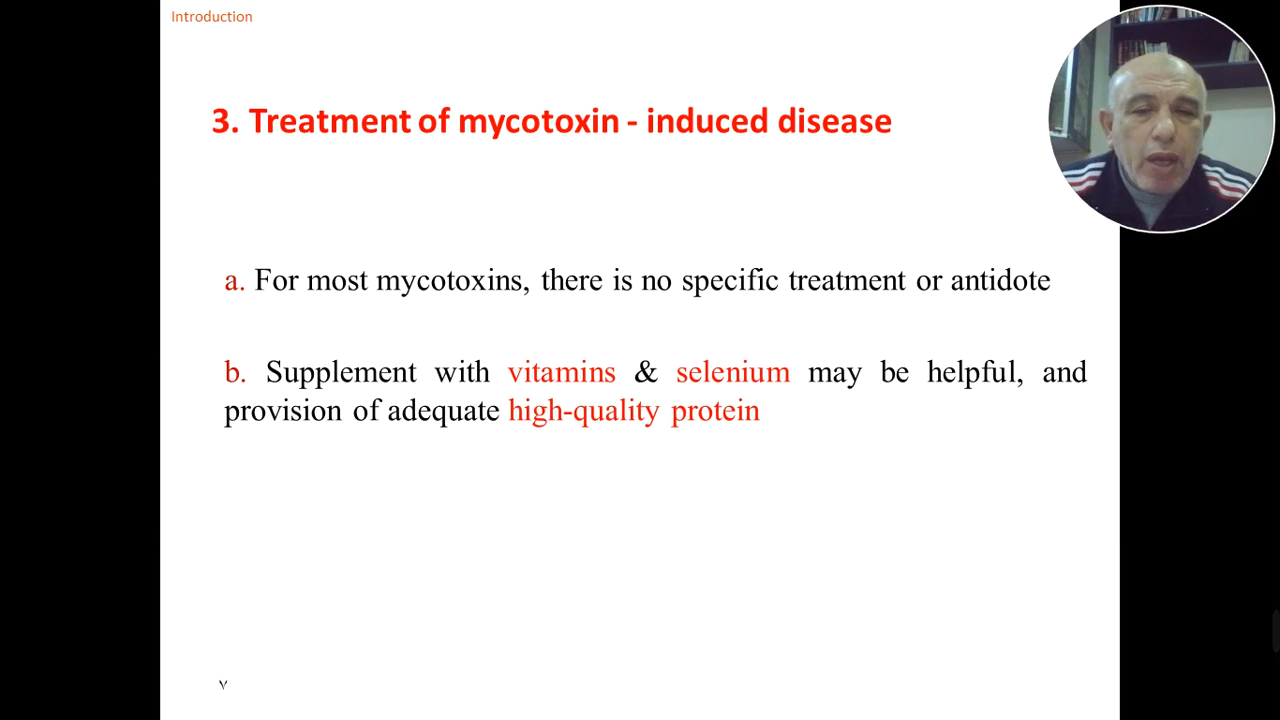 Introduction
3. Treatment of mycotoxin - induced disease
a. For most mycotoxins, there is no specific treatment or antidote
b. Supplement with vitamins & selenium may be helpful, and
provision of adequate high-quality protein
٧